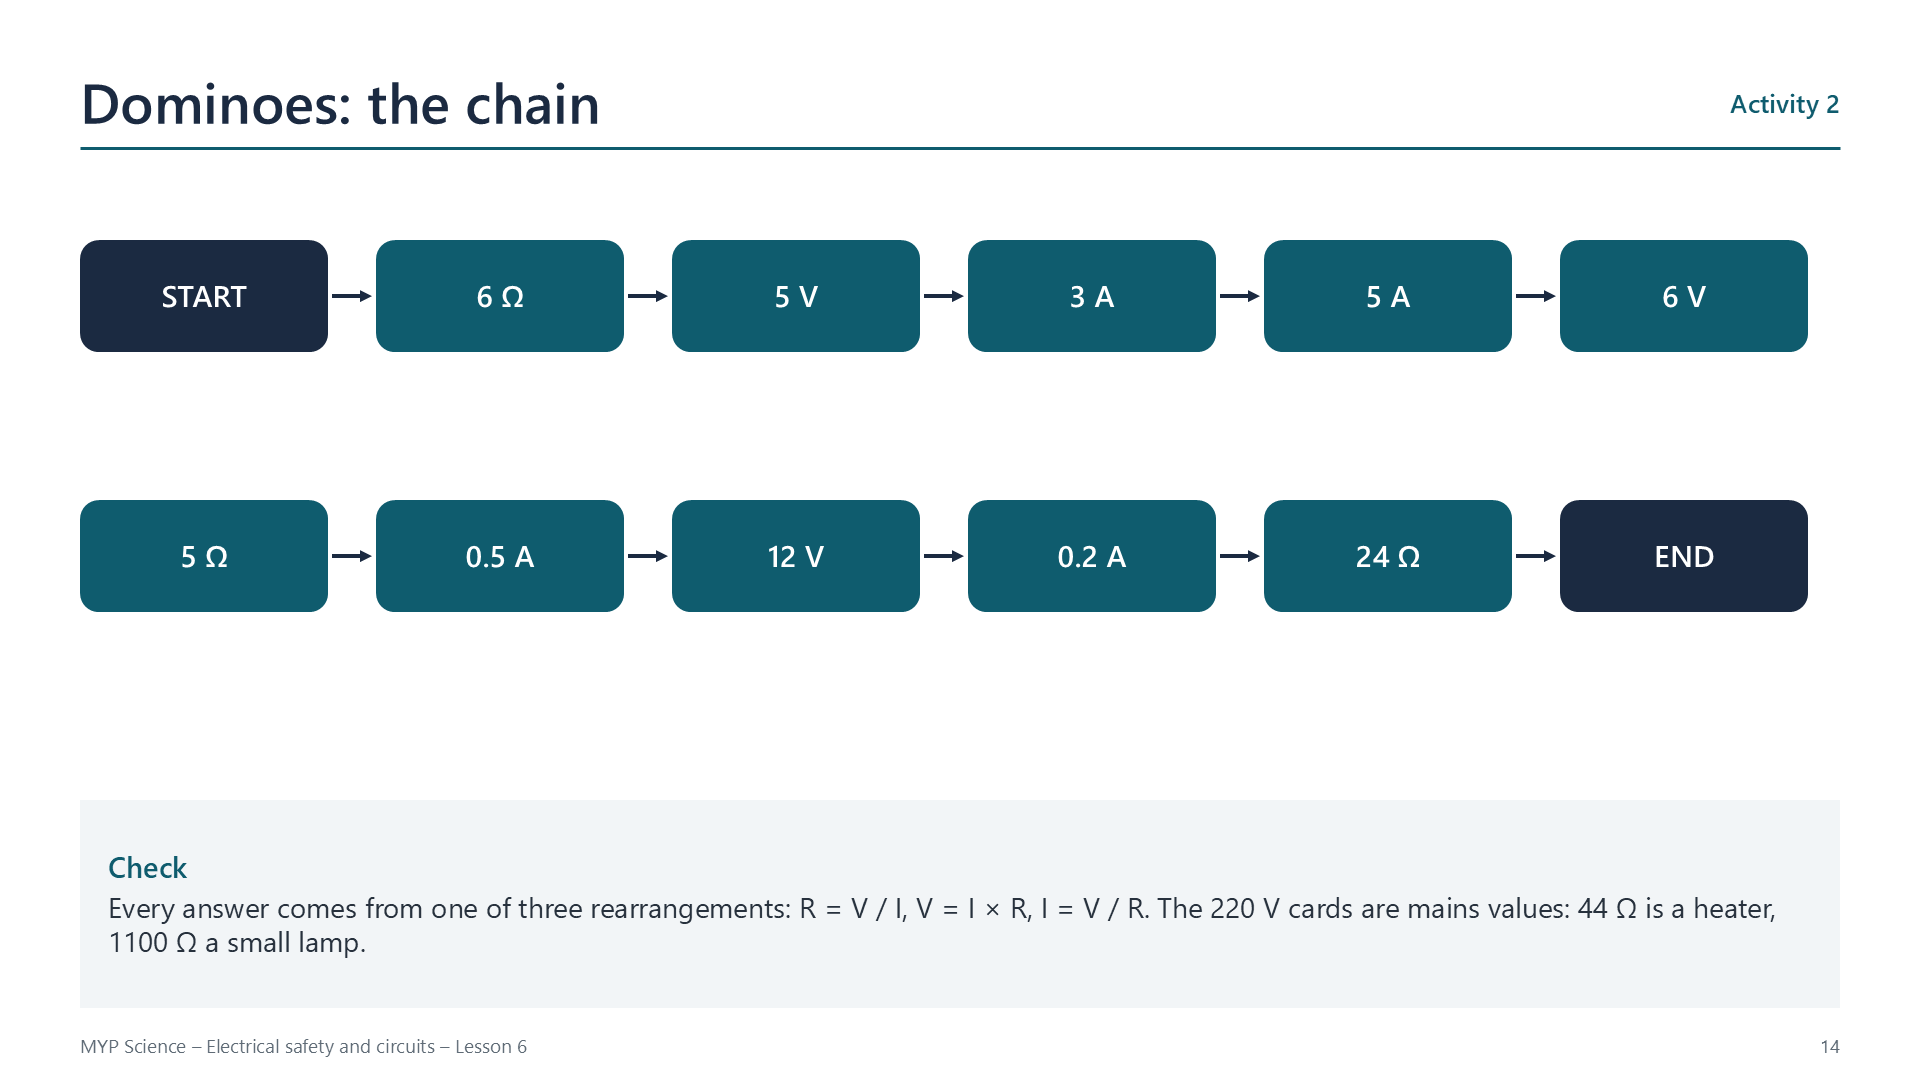 Dominoes: the chain
Activity 2
START
6 Ω
5 V
3 A
5 A
6 V
5 Ω
0.5 A
12 V
0.2 A
24 Ω
END
Check
Every answer comes from one of three rearrangements: R = V / I, V = I × R, I = V / R. The 220 V cards are mains values: 44 Ω is a heater,
1100 Ω a small lamp.
MYP Science – Electrical safety and circuits – Lesson 6
14